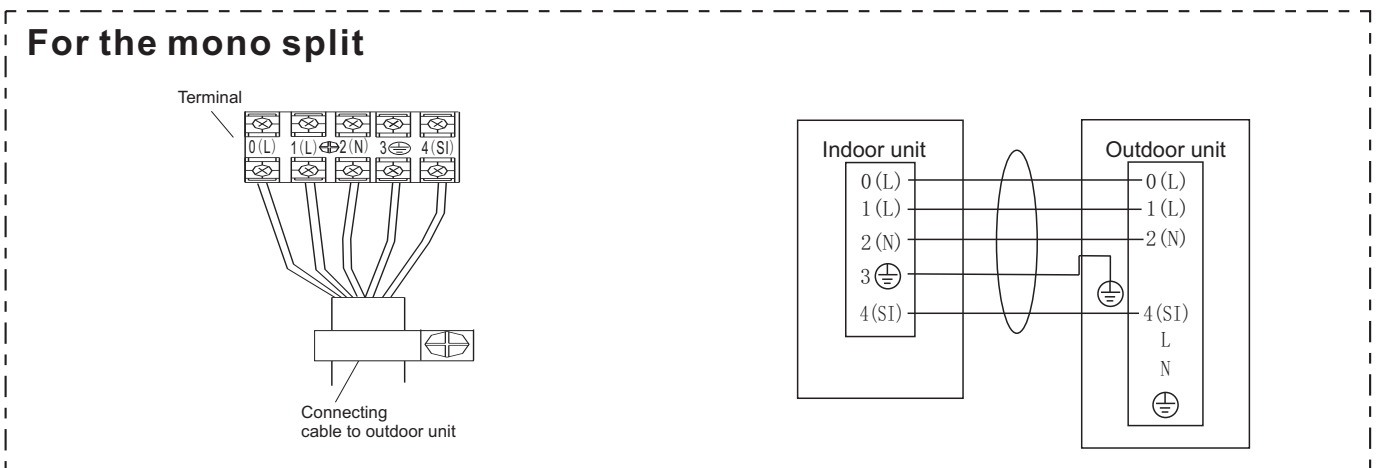 For the mono split
Terminal
0(L) 1(L) 2(N) 3 4(SI)
Connecting
cable to outdoor unit
Indoor unit
0(L)
1(L)
2(N)
3
4(SI)
Outdoor unit
0(L)
1(L)
2(N)
4(SI)
L
N